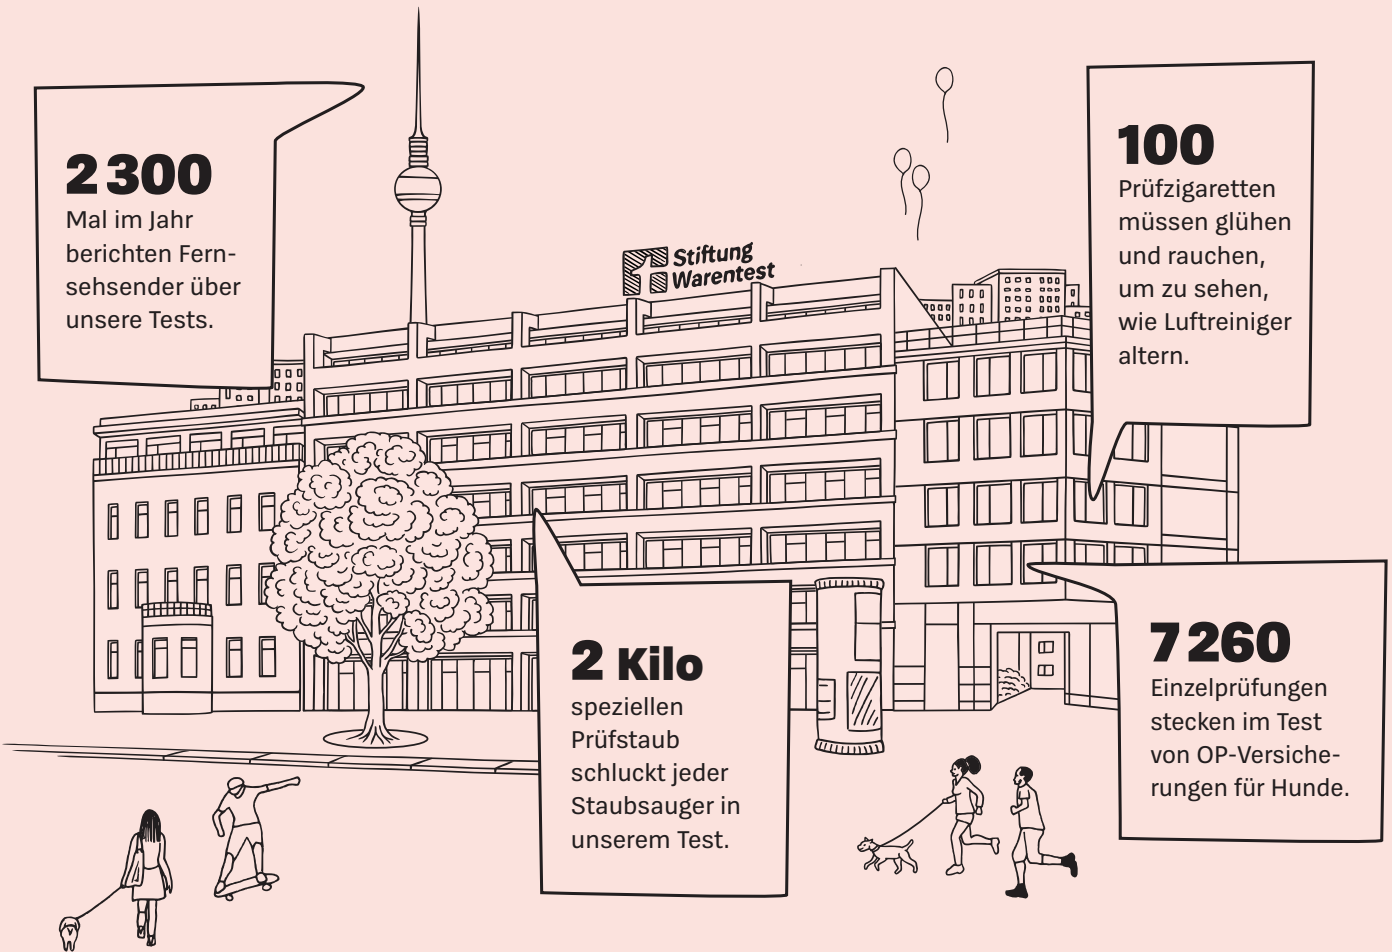 2 300
Mal im Jahr
berichten Fern-
sehsender über
unsere Tests.
Stiftung
Warentest
100
Prüfzigaretten
müssen glühen
und rauchen,
um zu sehen,
wie Luftreiniger
altern.
2 Kilo
speziellen
Prüfstaub
schluckt jeder
Staubsauger in
unserem Test.
7 260
Einzelprüfungen
stecken im Test
von OP-Versiche-
rungen für Hunde.